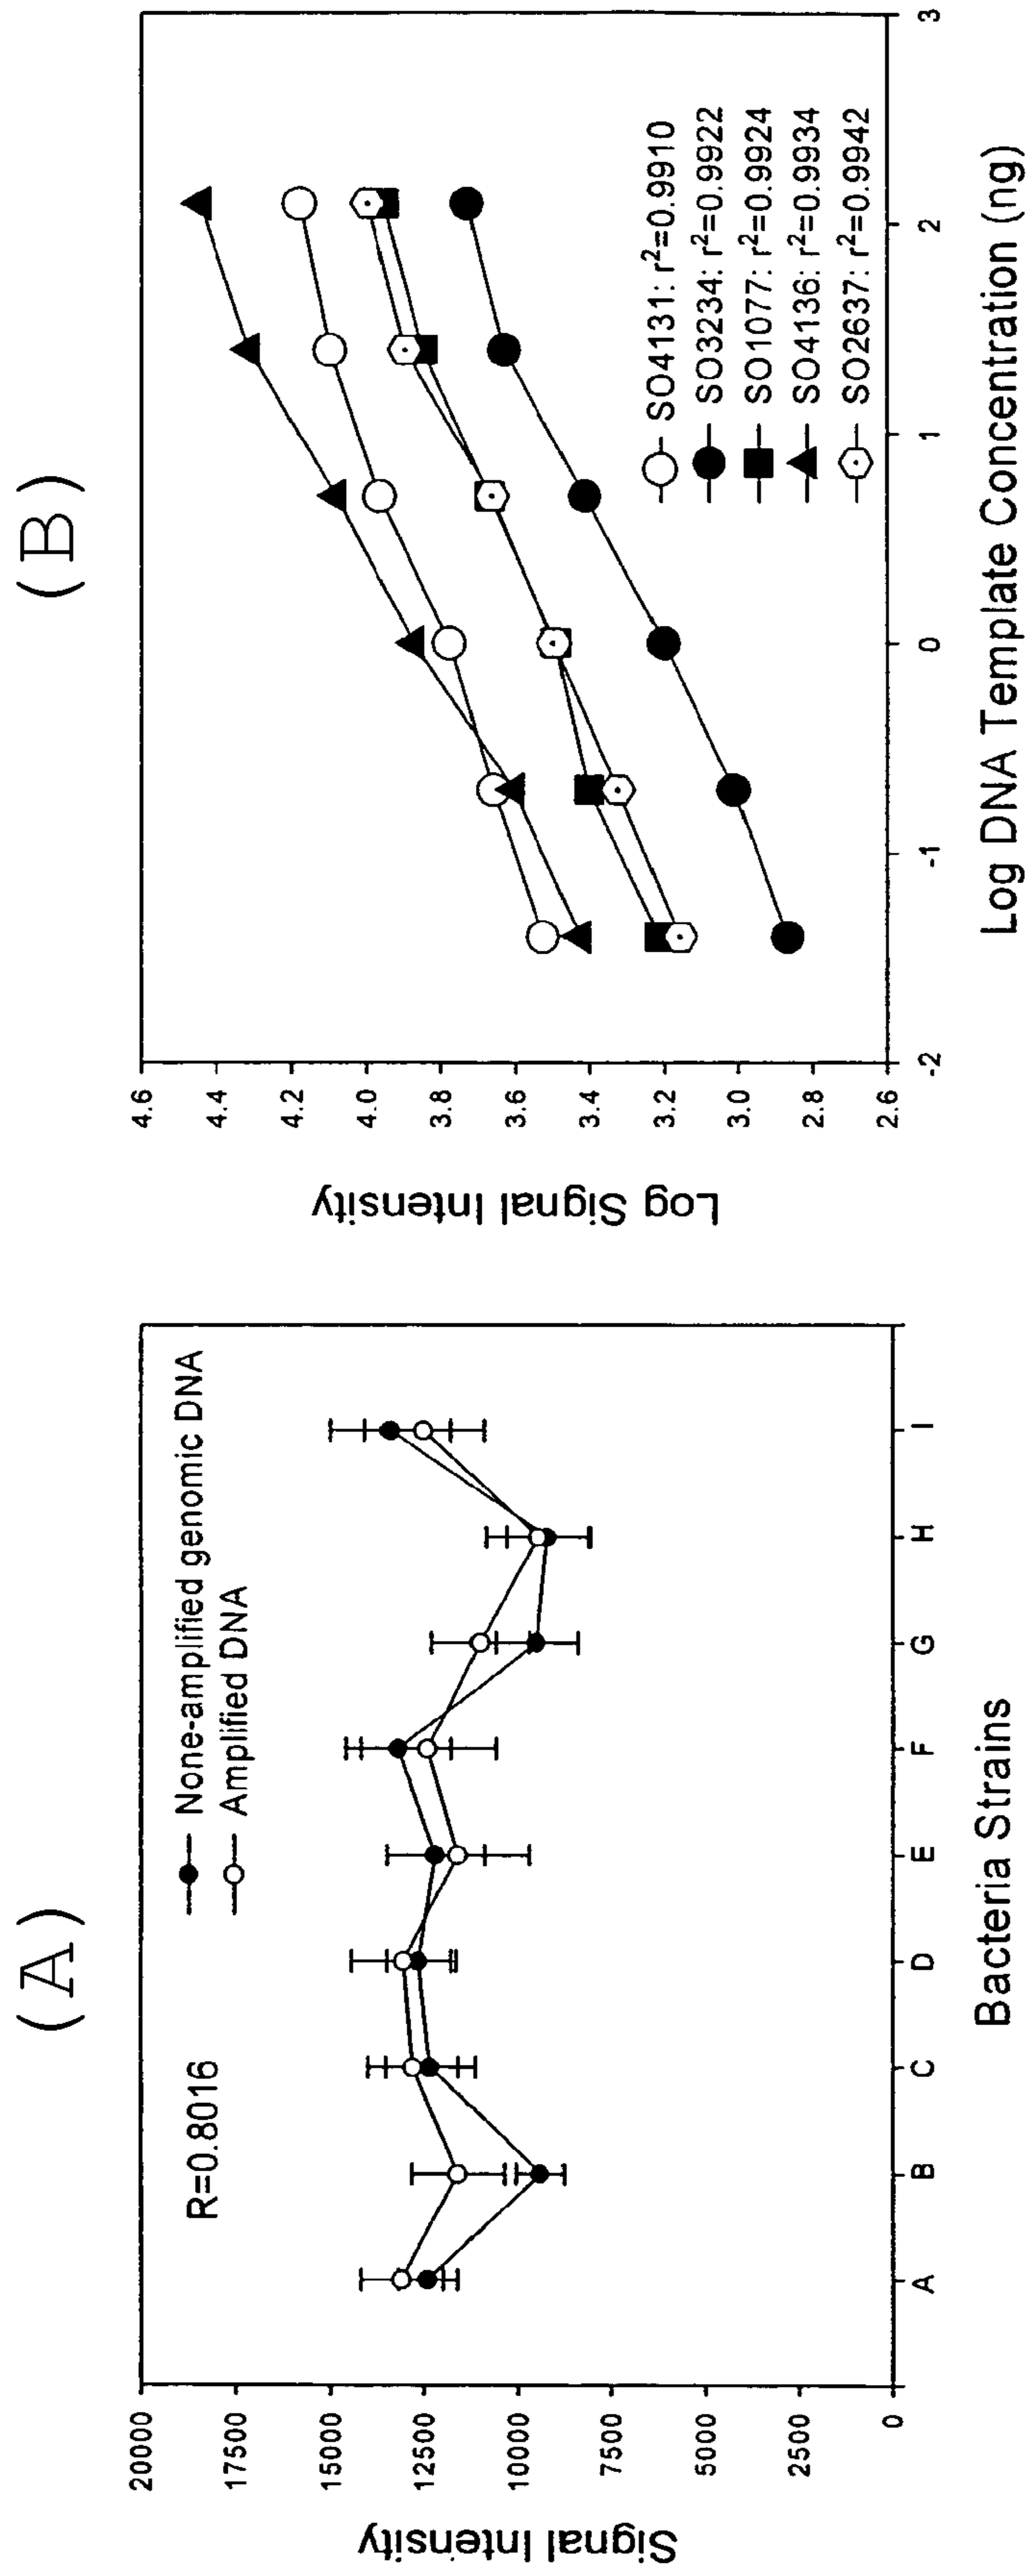 (A)
R=0.8016
None-amplified genomic DNA
Amplified DNA
Signal Intensity
20000
17500
15000
12500
10000
7500
5000
2500
0
A B C D E F G H I
Bacteria Strains
(B)
Log Signal Intensity
4.6
4.4
4.2
4.0
3.8
3.6
3.4
3.2
3.0
2.8
2.6
-2 -1 0 1 2 3
SO4131: r²=0.9910
SO3234: r²=0.9922
SO1077: r²=0.9924
SO4136: r²=0.9934
SO2637: r²=0.9942
Log DNA Template Concentration (ng)